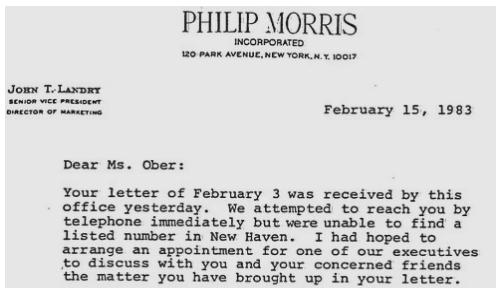 PHILIP MORRIS
INCORPORATED
120 PARK AVENUE, NEW YORK, N. Y. 10017
JOHN T. LANDRY
SENIOR VICE PRESIDENT
DIRECTOR OF MARKETING
February 15, 1983
Dear Ms. Ober:
Your letter of February 3 was received by this
office yesterday. We attempted to reach you by
telephone immediately but were unable to find a
listed number in New Haven. I had hoped to
arrange an appointment for one of our executives
to discuss with you and your concerned friends
the matter you have brought up in your letter.